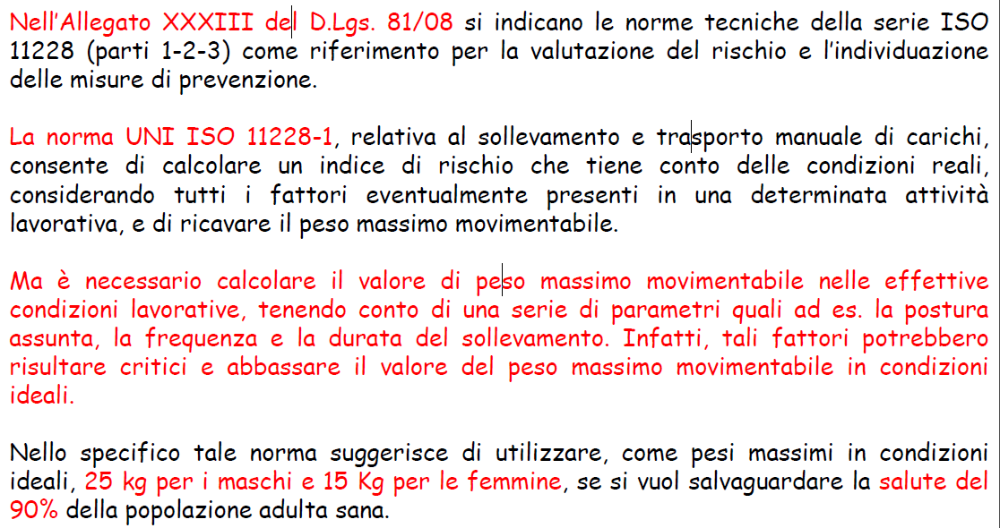 Nell'Allegato XXXIII del D.Lgs. 81/08 si indicano le norme tecniche della serie ISO
11228 (parti 1-2-3) come riferimento per la valutazione del rischio e l'individuazione
delle misure di prevenzione.
La norma UNI ISO 11228-1, relativa al sollevamento e trasporto manuale di carichi,
consente di calcolare un indice di rischio che tiene conto delle condizioni reali,
considerando tutti i fattori eventualmente presenti in una determinata attività
lavorativa, e di ricavare il peso massimo movimentabile.
Ma è necessario calcolare il valore di peso massimo movimentabile nelle effettive
condizioni lavorative, tenendo conto di una serie di parametri quali ad es. la postura
assunta, la frequenza e la durata del sollevamento. Infatti, tali fattori potrebbero
risultare critici e abbassare il valore del peso massimo movimentabile in condizioni
ideali.
Nello specifico tale norma suggerisce di utilizzare, come pesi massimi in condizioni
ideali, 25 kg per i maschi e 15 Kg per le femmine, se si vuol salvaguardare la salute del
90% della popolazione adulta sana.